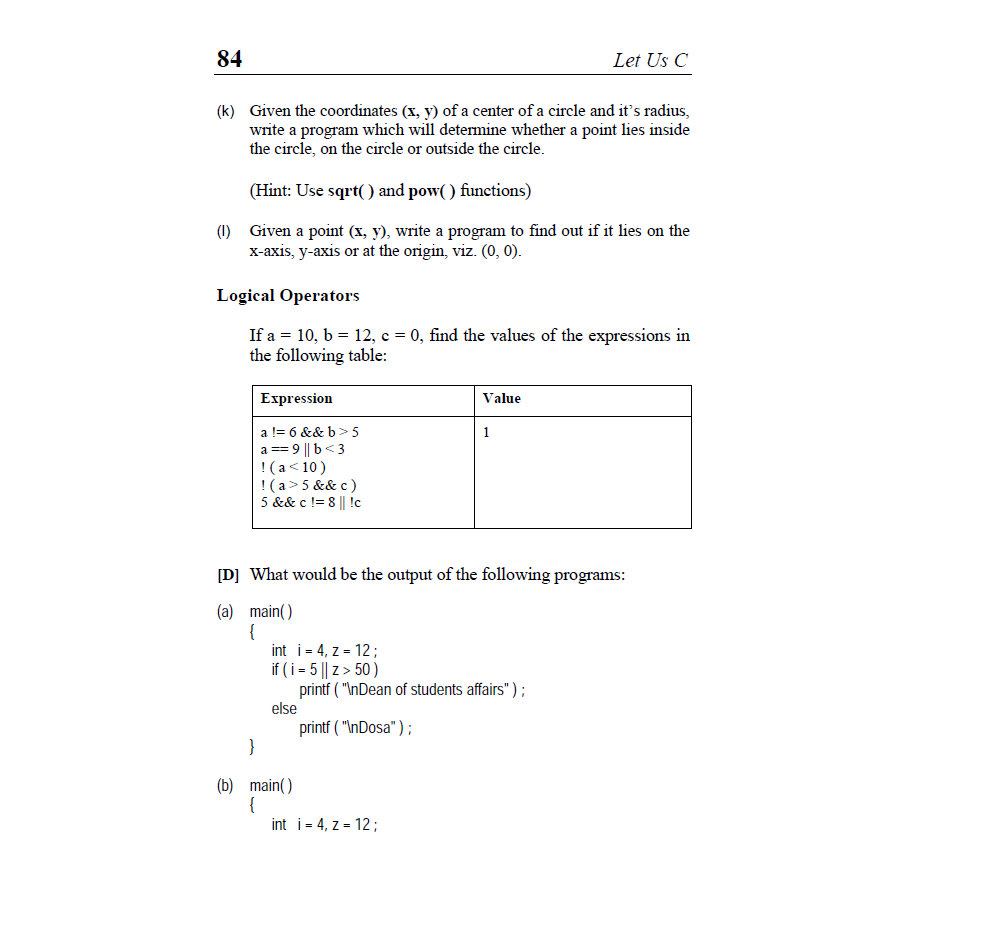 84 Let Us C
(k) Given the coordinates (x, y) of a center of a circle and it's radius,
write a program which will determine whether a point lies inside
the circle, on the circle or outside the circle.
(Hint: Use sqrt( ) and pow( ) functions)
(l) Given a point (x, y), write a program to find out if it lies on the
x-axis, y-axis or at the origin, viz. (0, 0).
Logical Operators
If a = 10, b = 12, c = 0, find the values of the expressions in
the following table:
Expression Value
a != 6 && b > 5 1
a == 9 || b < 3
! ( a < 10 )
! ( a > 5 && c )
5 && c != 8 || !c
[D] What would be the output of the following programs:
(a) main( )
{
int i = 4, z = 12 ;
if ( i = 5 || z > 50 )
printf ( "\nDean of students affairs" ) ;
else
printf ( "\nDosa" ) ;
}
(b) main( )
{
int i = 4, z = 12 ;